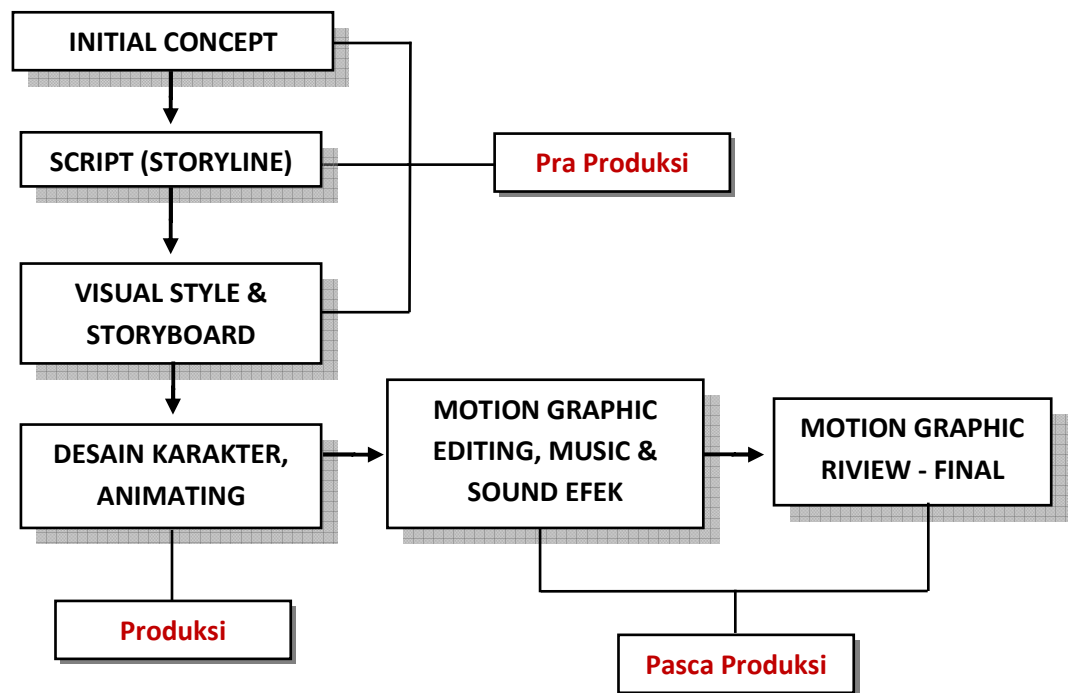 INITIAL CONCEPT
SCRIPT (STORYLINE)
Pra Produksi
VISUAL STYLE &
STORYBOARD
DESAIN KARAKTER,
ANIMATING
MOTION GRAPHIC
EDITING, MUSIC &
SOUND EFEK
MOTION GRAPHIC
RIVIEW - FINAL
Produksi
Pasca Produksi